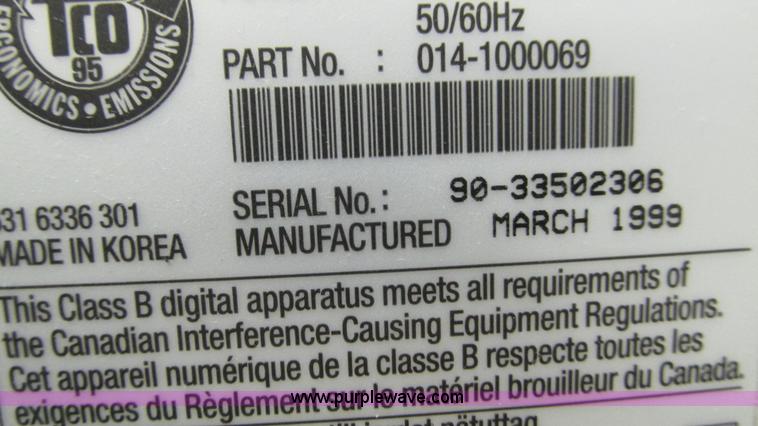 50/60Hz
TCO
95
ERGONOMICS • EMISSIONS
PART No. : 014-1000069
SERIAL No.: 90-33502306
MANUFACTURED MARCH 1999
6336 301
MADE IN KOREA
This Class B digital apparatus meets all requirements of
the Canadian Interference-Causing Equipment Regulations.
Cet appareil numérique de la classe B respecte toutes les
exigences du Règlement sur le matériel brouilleur du Canada.
www.purplewave.com